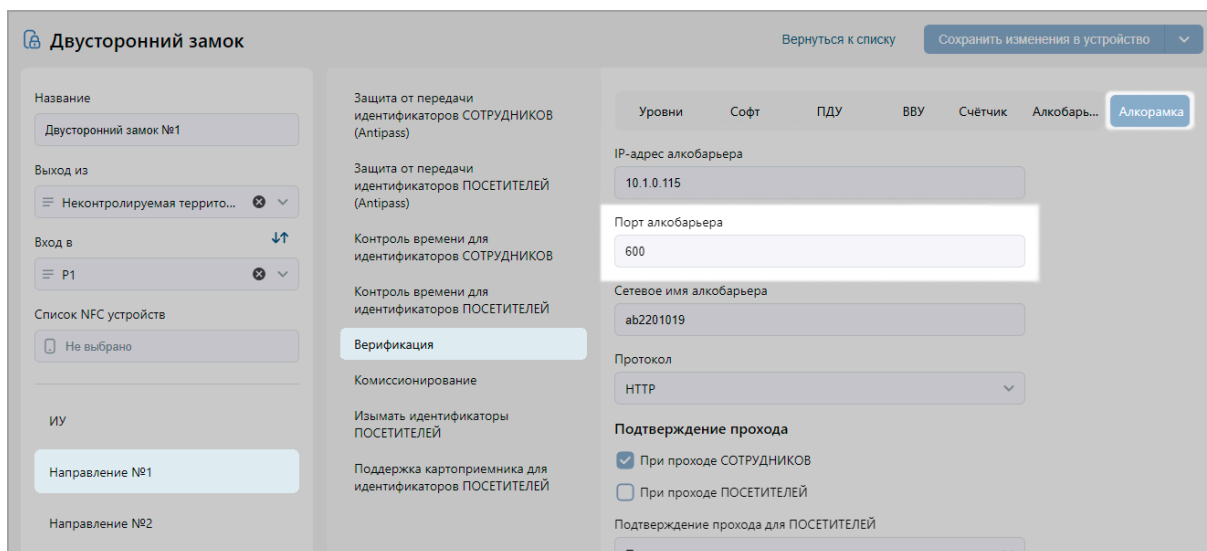 Двусторонний замок
Вернуться к списку
Сохранить изменения в устройство
Название
Двусторонний замок №1
Выход из
Неконтролируемая террито...
Вход в
P1
Список NFC устройств
Не выбрано
ИУ
Направление №1
Направление №2
Защита от передачи
идентификаторов СОТРУДНИКОВ
(Antipass)
Защита от передачи
идентификаторов ПОСЕТИТЕЛЕЙ
(Antipass)
Контроль времени для
идентификаторов СОТРУДНИКОВ
Контроль времени для
идентификаторов ПОСЕТИТЕЛЕЙ
Верификация
Комиссионирование
Изымать идентификаторы
ПОСЕТИТЕЛЕЙ
Поддержка картоприемника для
идентификаторов ПОСЕТИТЕЛЕЙ
Уровни Софт ПДУ ВВУ Счётчик Алкобарь... Алкорамка
IP-адрес алкобарьера
10.1.0.115
Порт алкобарьера
600
Сетевое имя алкобарьера
ab2201019
Протокол
HTTP
Подтверждение прохода
При проходе СОТРУДНИКОВ
При проходе ПОСЕТИТЕЛЕЙ
Подтверждение прохода для ПОСЕТИТЕЛЕЙ